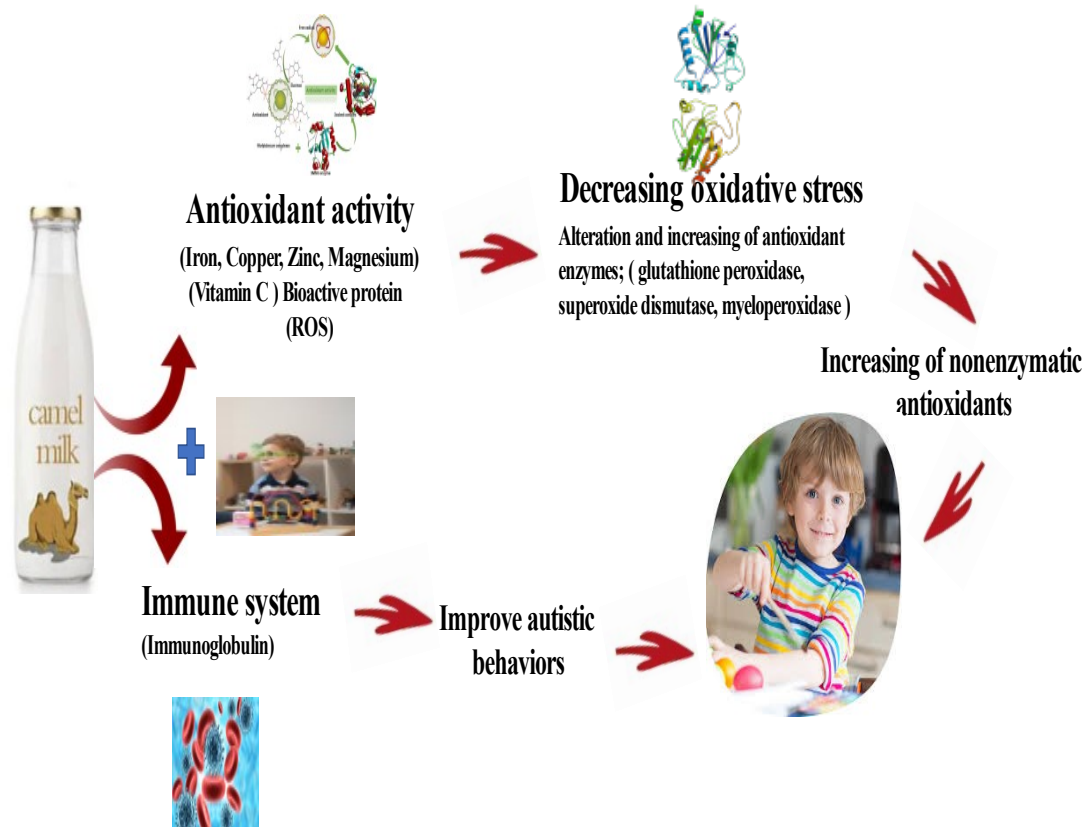 Antioxidant activity
(Iron, Copper, Zinc, Magnesium)
(Vitamin C ) Bioactive protein
(ROS)
Decreasing oxidative stress
Alteration and increasing of antioxidant
enzymes; ( glutathione peroxidase,
superoxide dismutase, myeloperoxidase )
Increasing of nonenzymatic
antioxidants
camel
milk
Immune system
(Immunoglobulin)
Improve autistic
behaviors